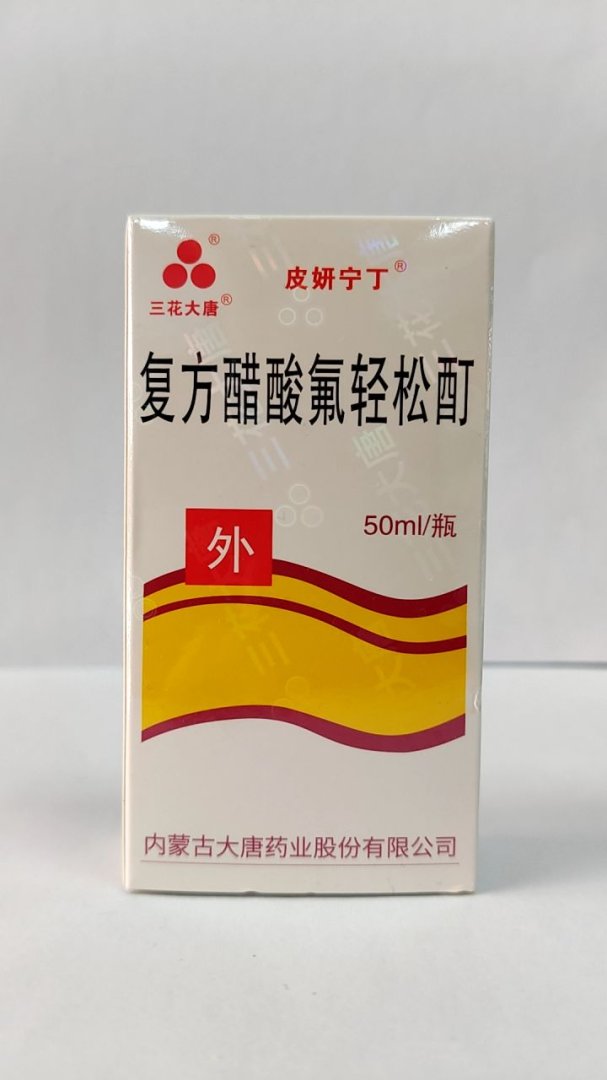 三花大唐®
皮妍宁丁®
复方醋酸氟轻松酊
外
50ml/瓶
内蒙古大唐药业股份有限公司